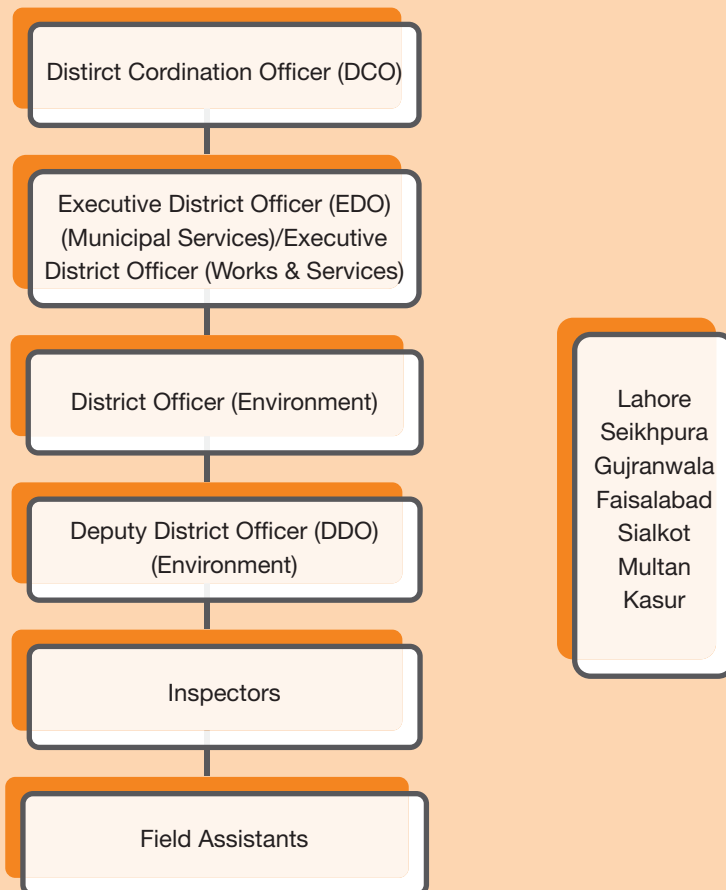 Distirct Cordination Officer (DCO)
Executive District Officer (EDO)
(Municipal Services)/Executive
District Officer (Works & Services)
District Officer (Environment)
Deputy District Officer (DDO)
(Environment)
Inspectors
Field Assistants
Lahore
Seikhpura
Gujranwala
Faisalabad
Sialkot
Multan
Kasur